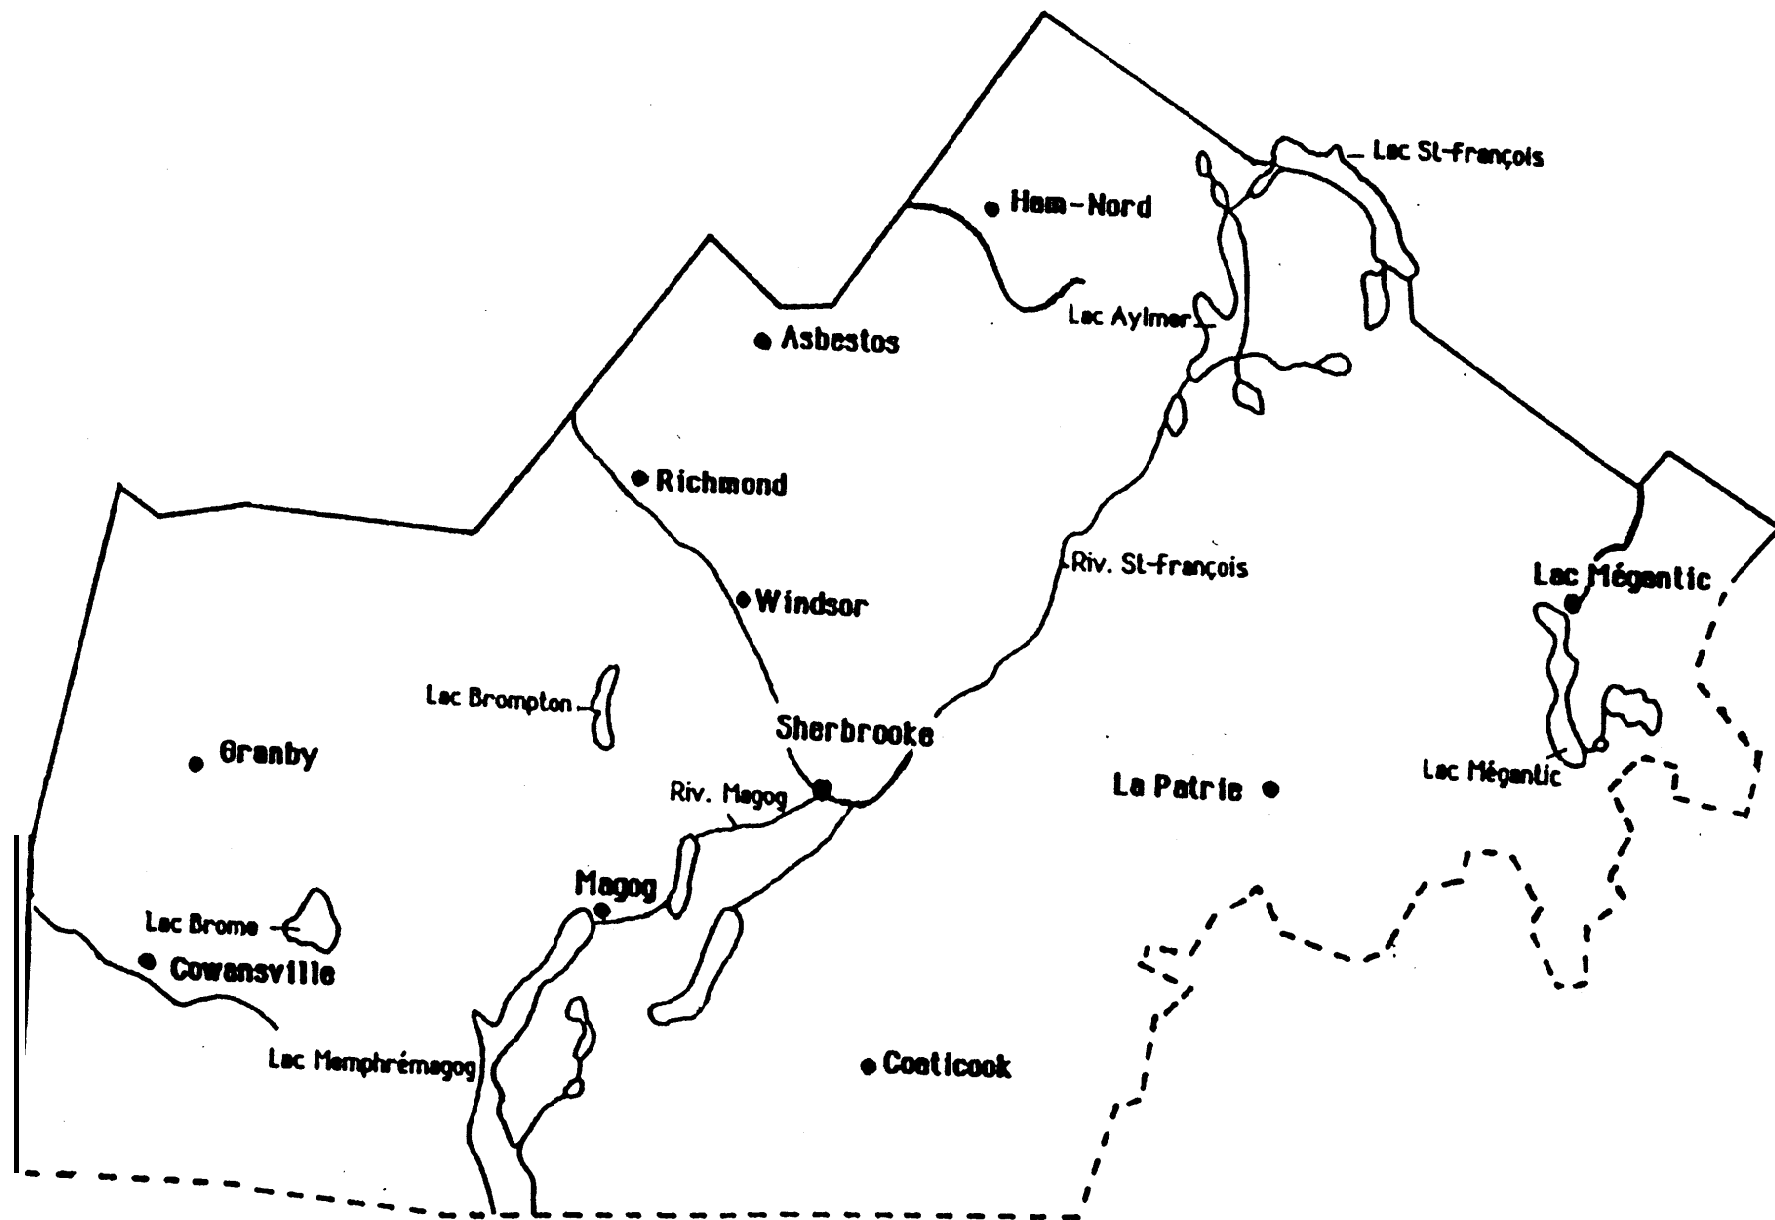 Lac St-François
Ham-Nord
Lac Aylmer
Asbestos
Richmond
Riv. St-François
Lac Mégantic
Windsor
Lac Brompton
Sherbrooke
Granby
Lac Mégantic
La Patrie
Riv. Magog
Magog
Lac Brome
Cowansville
Lac Memphrémagog
Coaticook